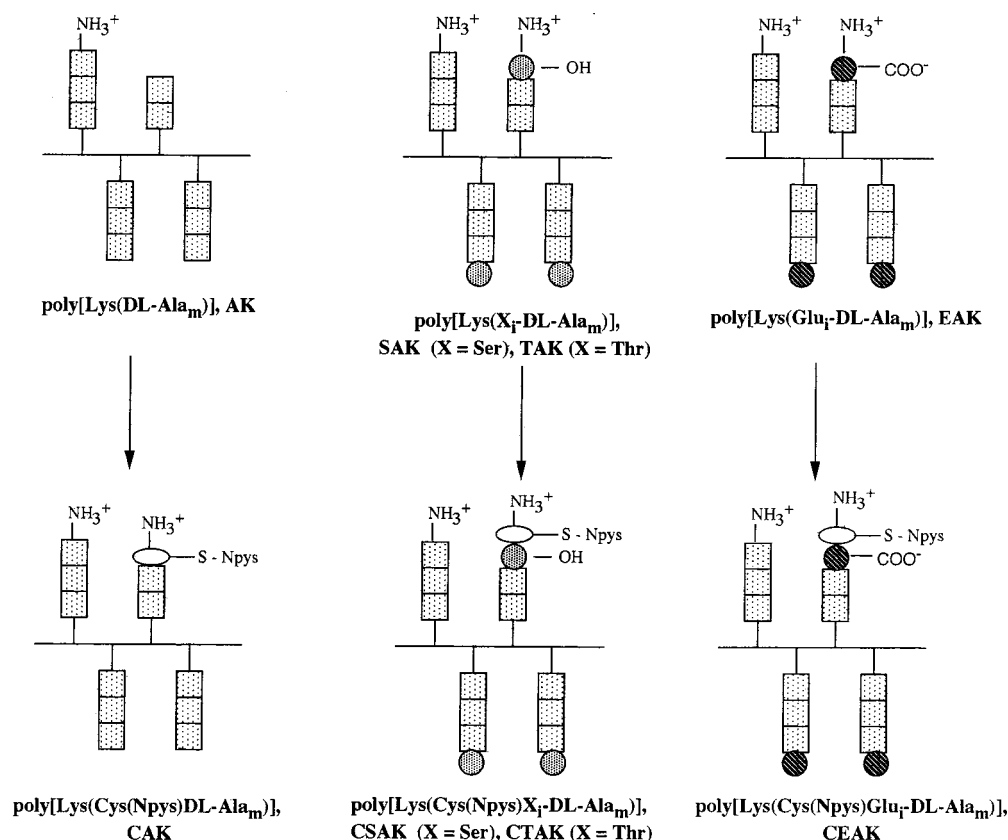 NH₃⁺
NH₃⁺
NH₃⁺
NH₃⁺
NH₃⁺
OH
COO⁻
poly[Lys(DL-Alaₘ)], AK
poly[Lys(Xᵢ-DL-Alaₘ)],
SAK (X = Ser), TAK (X = Thr)
poly[Lys(Gluᵢ-DL-Alaₘ)], EAK
NH₃⁺
NH₃⁺
NH₃⁺
NH₃⁺
NH₃⁺
NH₃⁺
S - Npys
S - Npys
OH
S - Npys
COO⁻
poly[Lys(Cys(Npys)DL-Alaₘ)],
CAK
poly[Lys(Cys(Npys)Xᵢ-DL-Alaₘ)],
CSAK (X = Ser), CTAK (X = Thr)
poly[Lys(Cys(Npys)Gluᵢ-DL-Alaₘ)],
CEAK